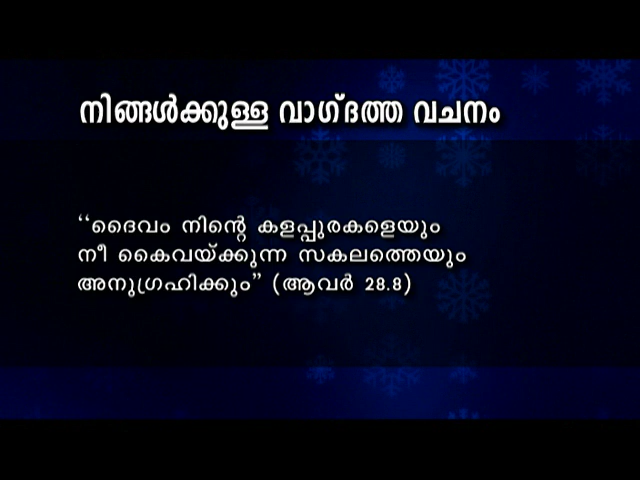 നിങ്ങൾക്കുള്ള വാഗ്ദത്ത വചനം
“ദൈവം നിന്റെ കളപ്പുരകളെയും
നീ കൈവയ്ക്കുന്ന സകലത്തെയും
അനുഗ്രഹിക്കും” (ആവർ 28.8)